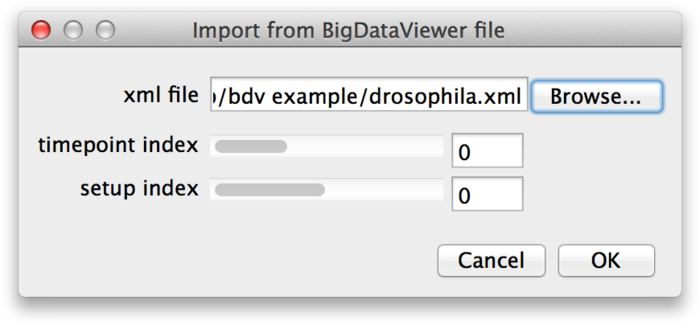 Import from BigDataViewer file
xml file /bdv example/drosophila.xml Browse...
timepoint index 0
setup index 0
Cancel OK